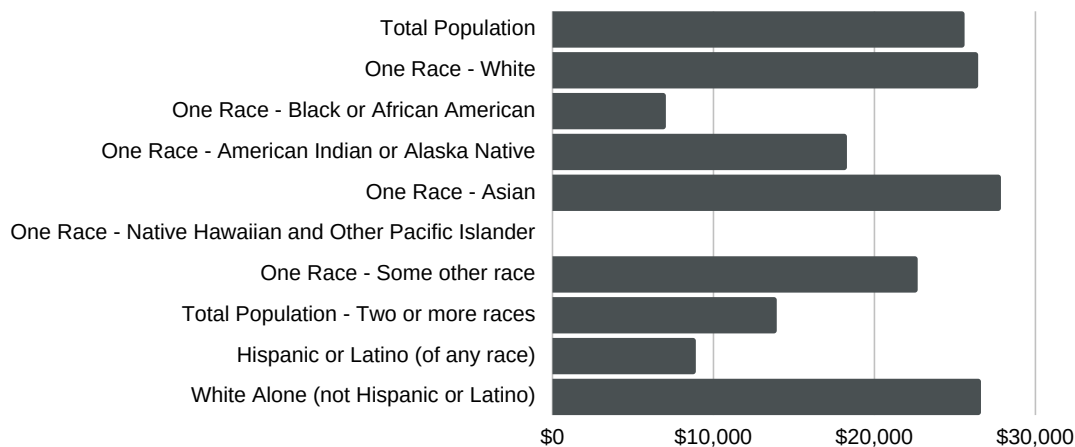 Total Population
One Race - White
One Race - Black or African American
One Race - American Indian or Alaska Native
One Race - Asian
One Race - Native Hawaiian and Other Pacific Islander
One Race - Some other race
Total Population - Two or more races
Hispanic or Latino (of any race)
White Alone (not Hispanic or Latino)
$0 $10,000 $20,000 $30,000